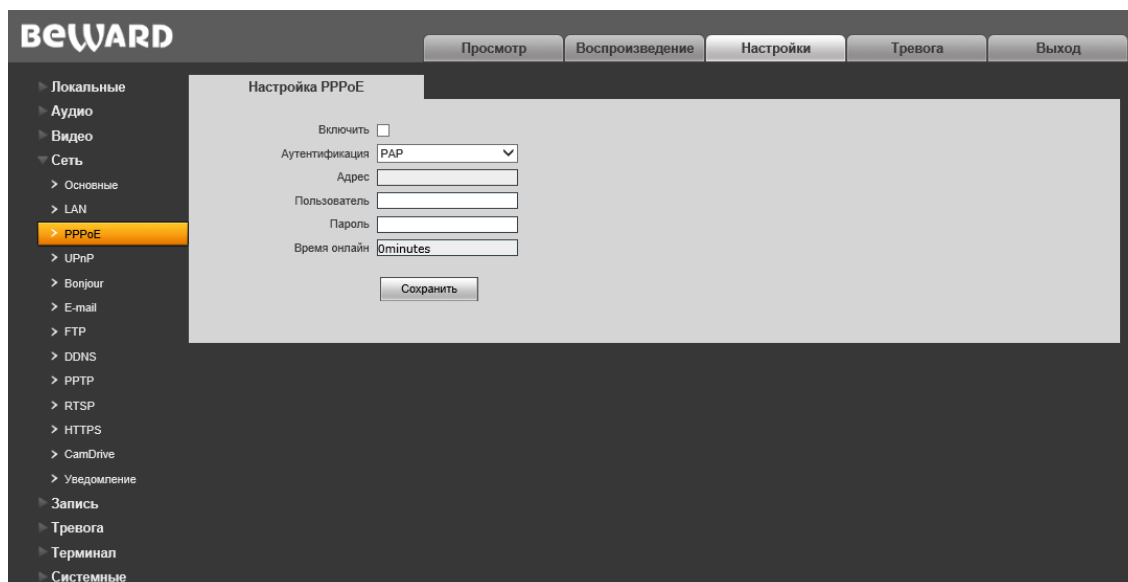 BEWARD
Просмотр
Воспроизведение
Настройки
Тревога
Выход
Локальные
Аудио
Видео
Сеть
Основные
LAN
PPPoE
UPnP
Bonjour
E-mail
FTP
DDNS
PPTP
RTSP
HTTPS
CamDrive
Уведомление
Запись
Тревога
Терминал
Системные
Настройка PPPoE
Включить
Аутентификация PAP
Адрес
Пользователь
Пароль
Время онлайн 0minutes
Сохранить